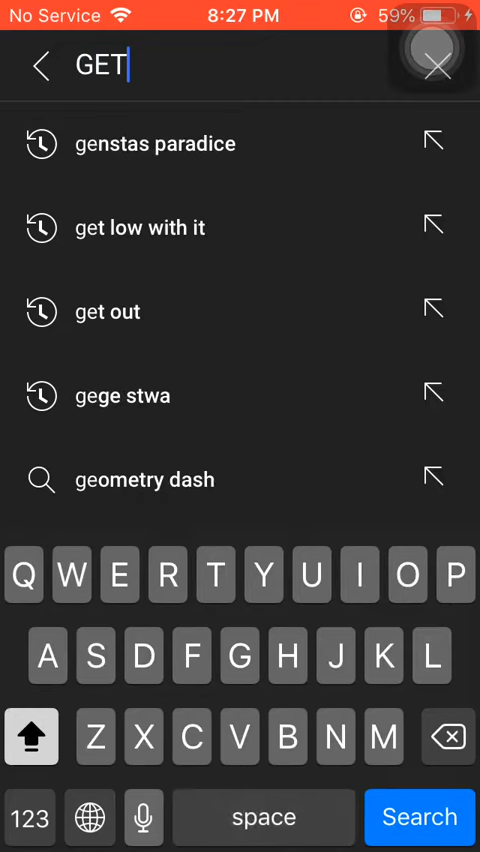 No Service 8:27 PM 59%
GET
genstas paradice
get low with it
get out
gege stwa
geometry dash
Q W E R T Y U I O P
A S D F G H J K L
Z X C V B N M
123 space Search